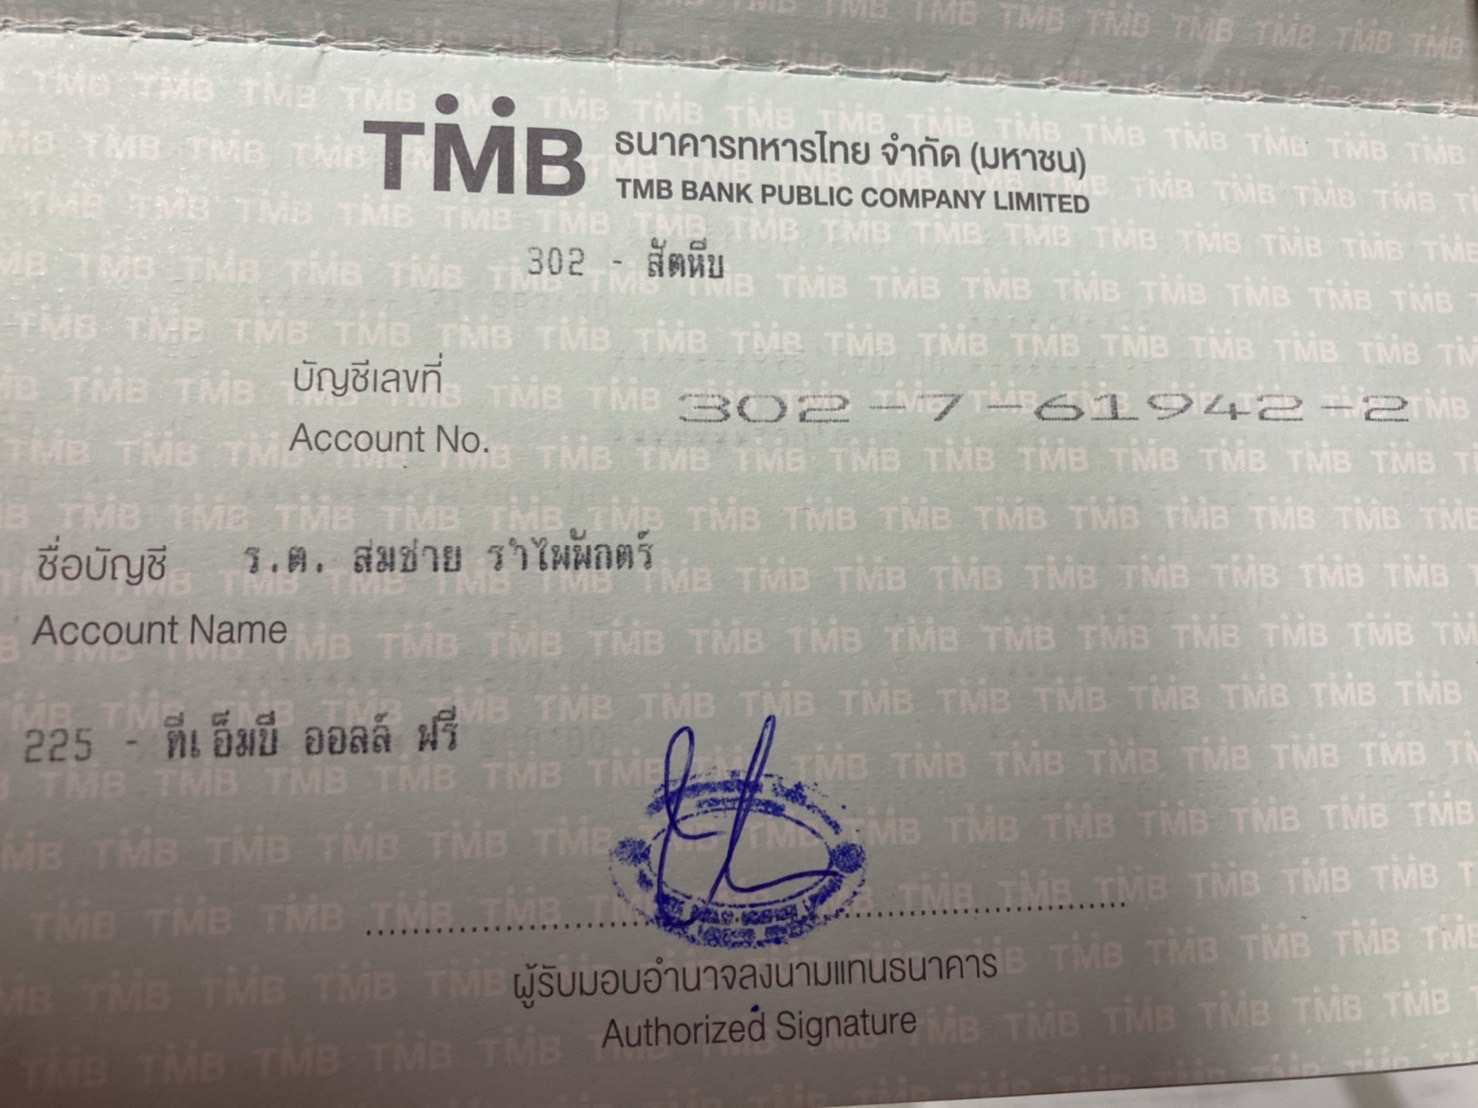 TMB ธนาคารทหารไทย จำกัด (มหาชน)
TMB BANK PUBLIC COMPANY LIMITED
302 - สัตหีบ
บัญชีเลขที่
Account No. 302-7-61942-2
ชื่อบัญชี ร.ต. สมชาย รำไพพักตร์
Account Name
225 - ทีเอ็มบี ออลล์ ฟรี
ผู้รับมอบอำนาจลงนามแทนธนาคาร
Authorized Signature